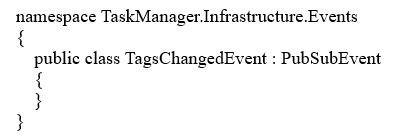 namespace TaskManager.Infrastructure.Events
{
    public class TagsChangedEvent : PubSubEvent
    {
    }
}